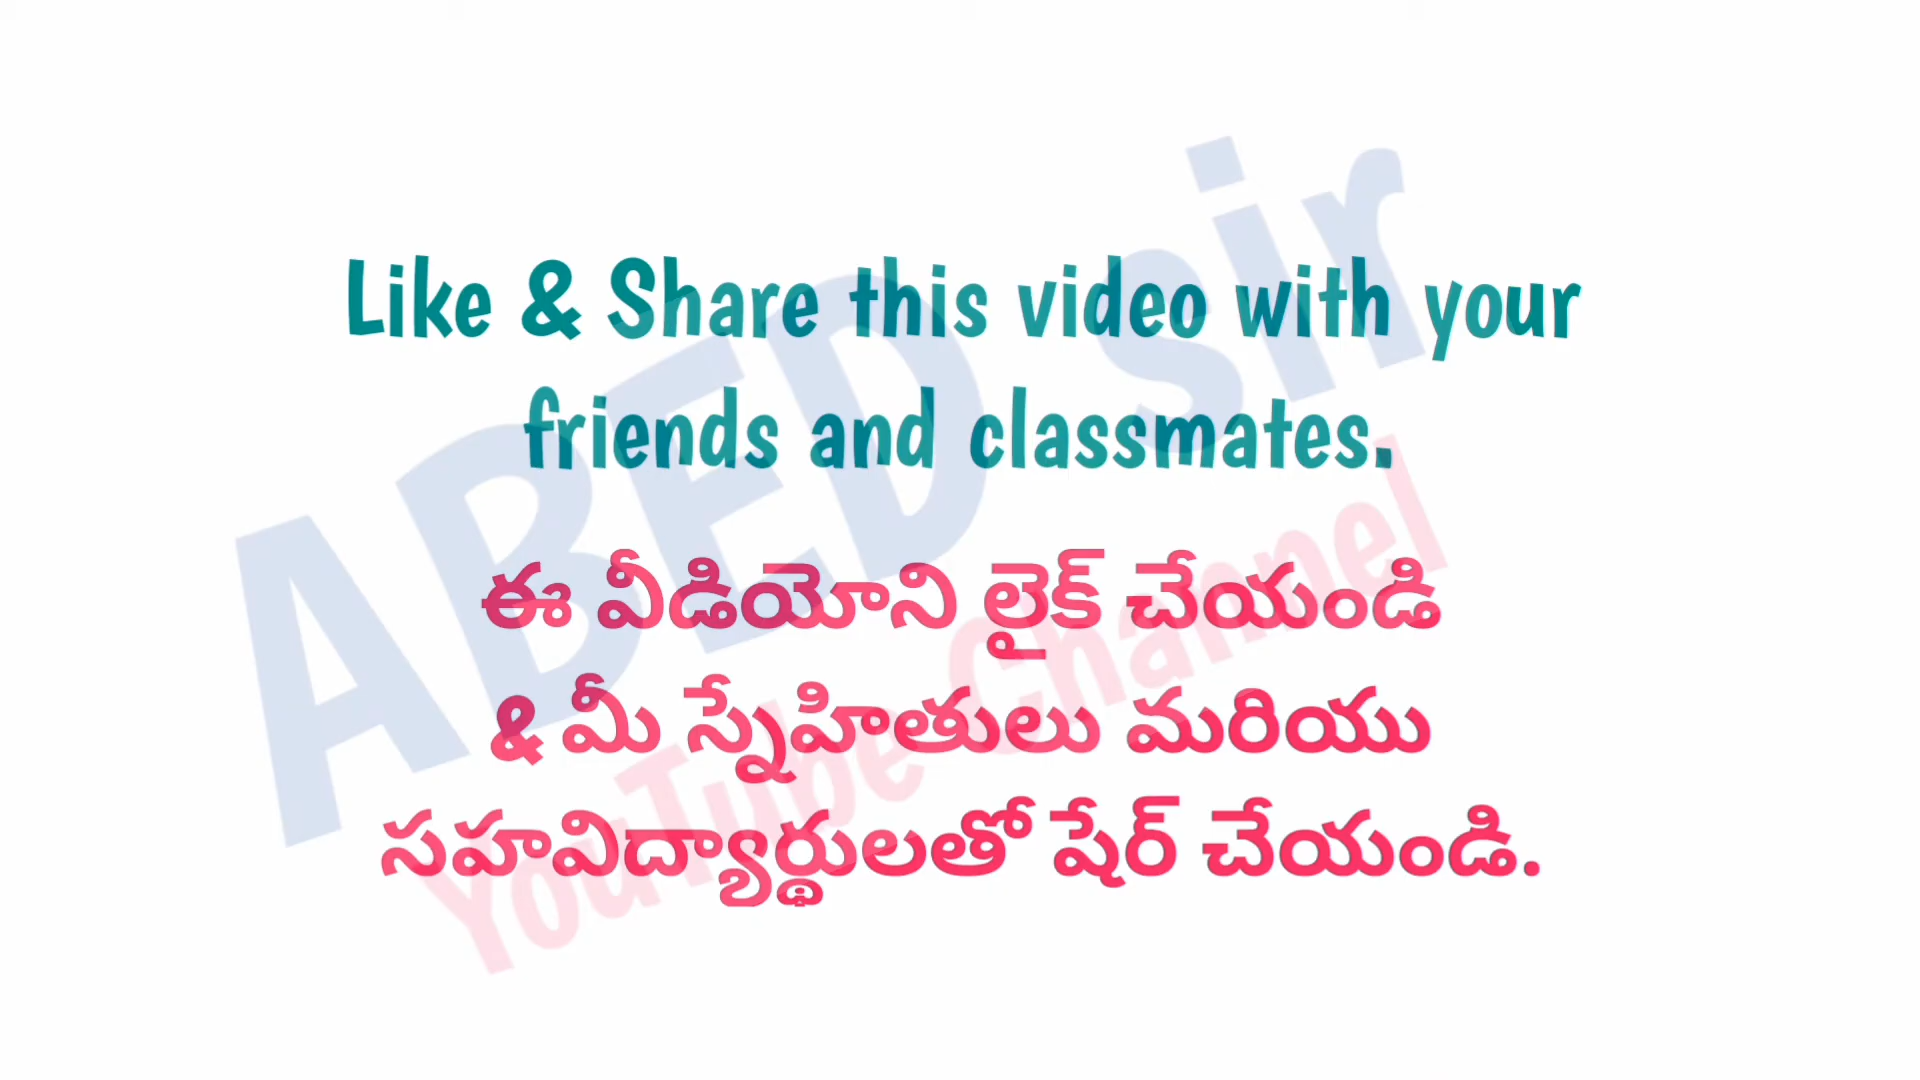 Like & Share this video with your
friends and classmates.
ఈ వీడియోని లైక్ చేయండి
& మీ స్నేహితులు మరియు
సహవిద్యార్థులతో షేర్ చేయండి.
ABED sir
YouTube Channel